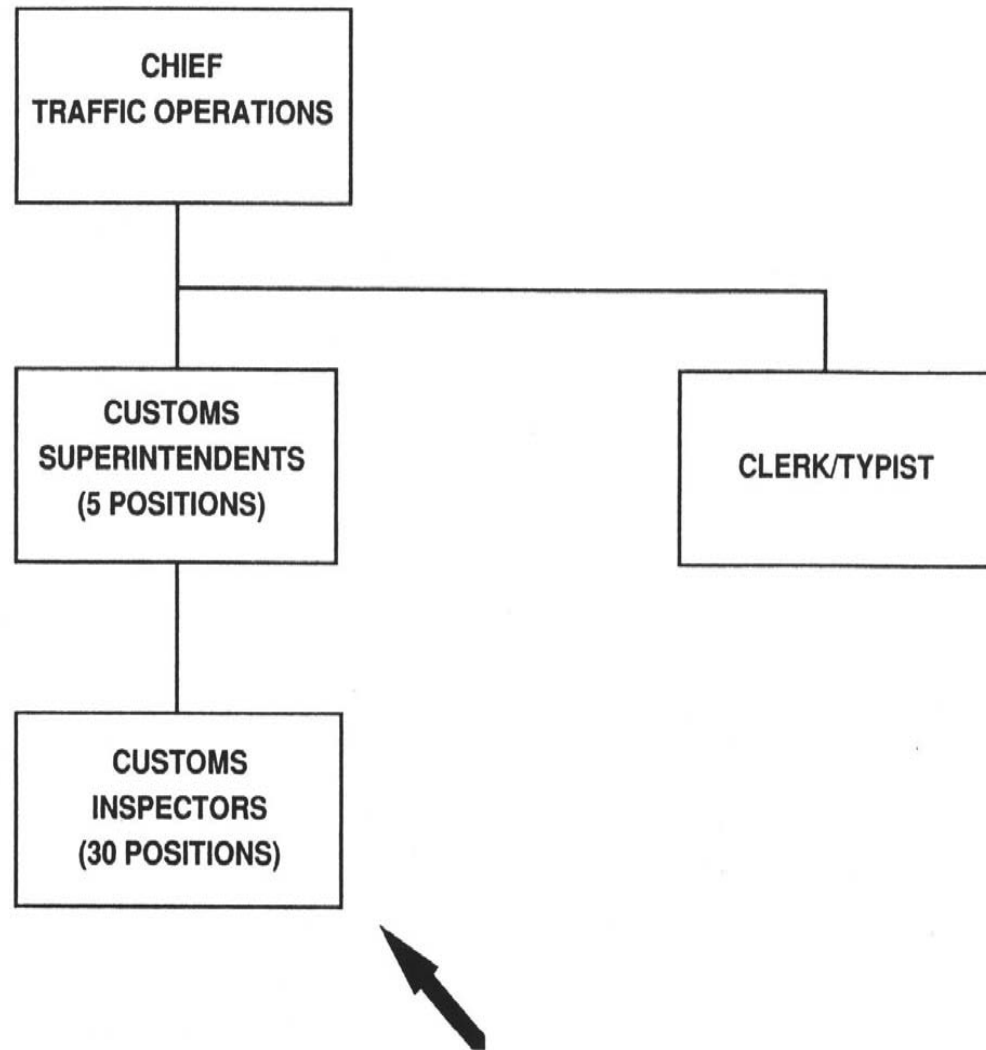 CHIEF
TRAFFIC OPERATIONS
CUSTOMS
SUPERINTENDENTS
(5 POSITIONS)
CLERK/TYPIST
CUSTOMS
INSPECTORS
(30 POSITIONS)